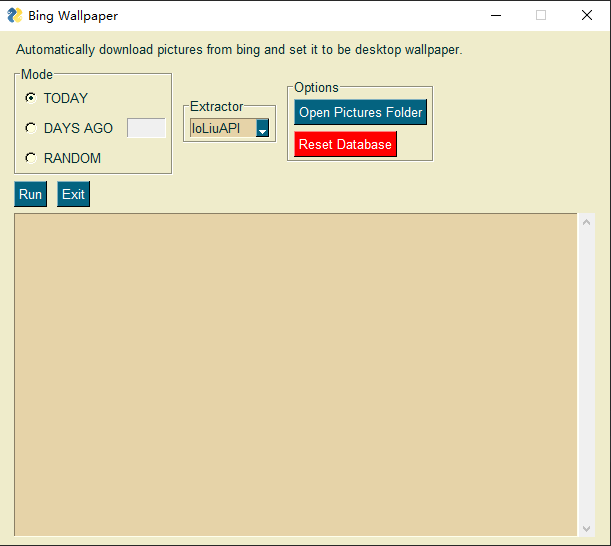 Bing Wallpaper
Automatically download pictures from bing and set it to be desktop wallpaper.
Mode
TODAY
DAYS AGO
RANDOM
Extractor
IoLiuAPI
Options
Open Pictures Folder
Reset Database
Run
Exit